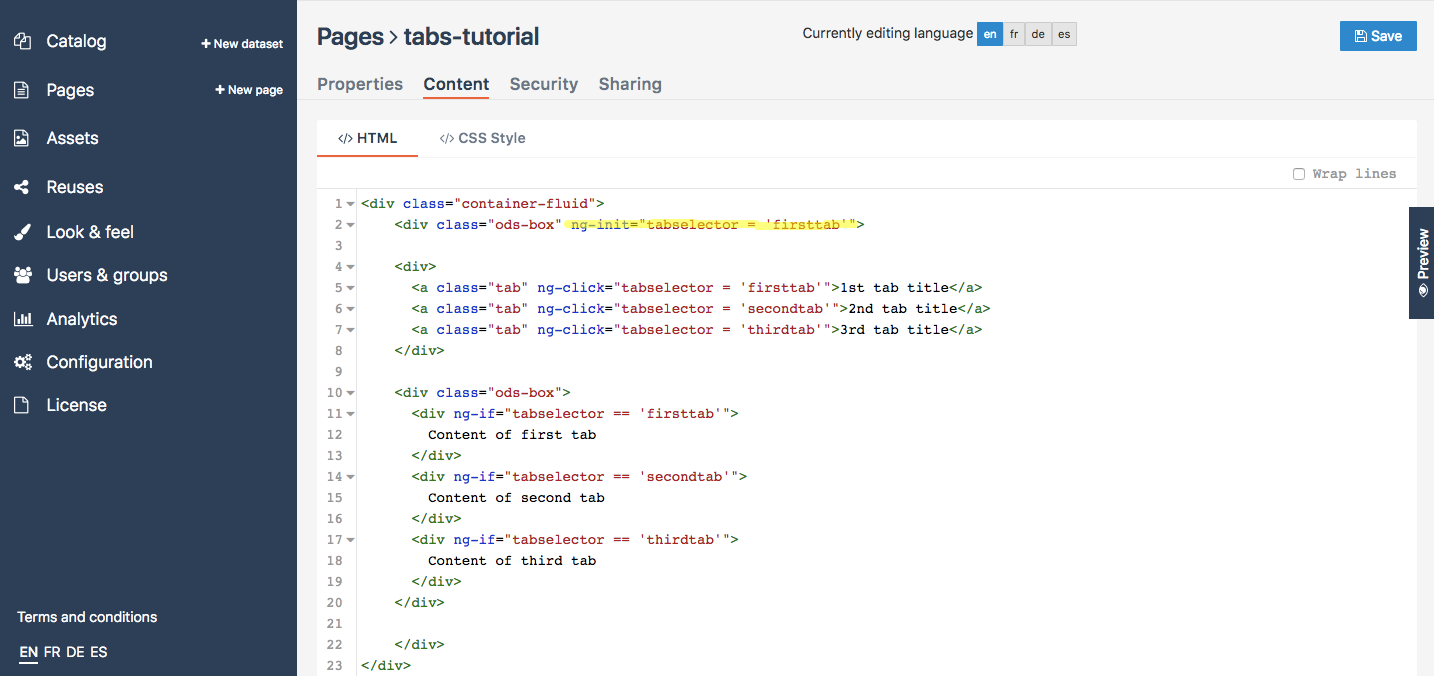 Catalog
+ New dataset
Pages
+ New page
Assets
Reuses
Look & feel
Users & groups
Analytics
Configuration
License
Terms and conditions
EN FR DE ES
Pages > tabs-tutorial
Currently editing language en fr de es
Save
Properties Content Security Sharing
</> HTML </> CSS Style
Wrap lines
Preview
1 <div class="container-fluid">
2 <div class="ods-box" ng-init="tabselector = 'firsttab'">
3
4 <div>
5 <a class="tab" ng-click="tabselector = 'firsttab'">1st tab title</a>
6 <a class="tab" ng-click="tabselector = 'secondtab'">2nd tab title</a>
7 <a class="tab" ng-click="tabselector = 'thirdtab'">3rd tab title</a>
8 </div>
9
10 <div class="ods-box">
11 <div ng-if="tabselector == 'firsttab'">
12 Content of first tab
13 </div>
14 <div ng-if="tabselector == 'secondtab'">
15 Content of second tab
16 </div>
17 <div ng-if="tabselector == 'thirdtab'">
18 Content of third tab
19 </div>
20 </div>
21
22 </div>
23 </div>